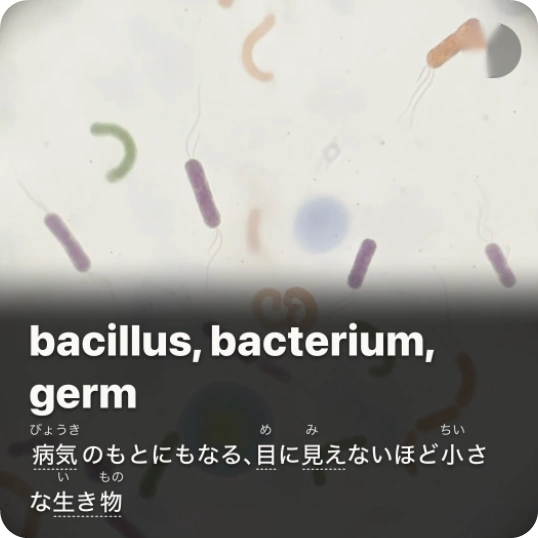 bacillus, bacterium,
germ
びょうき め み ちい
病気のもとにもなる、目に見えないほど小さ
い もの
な生き物